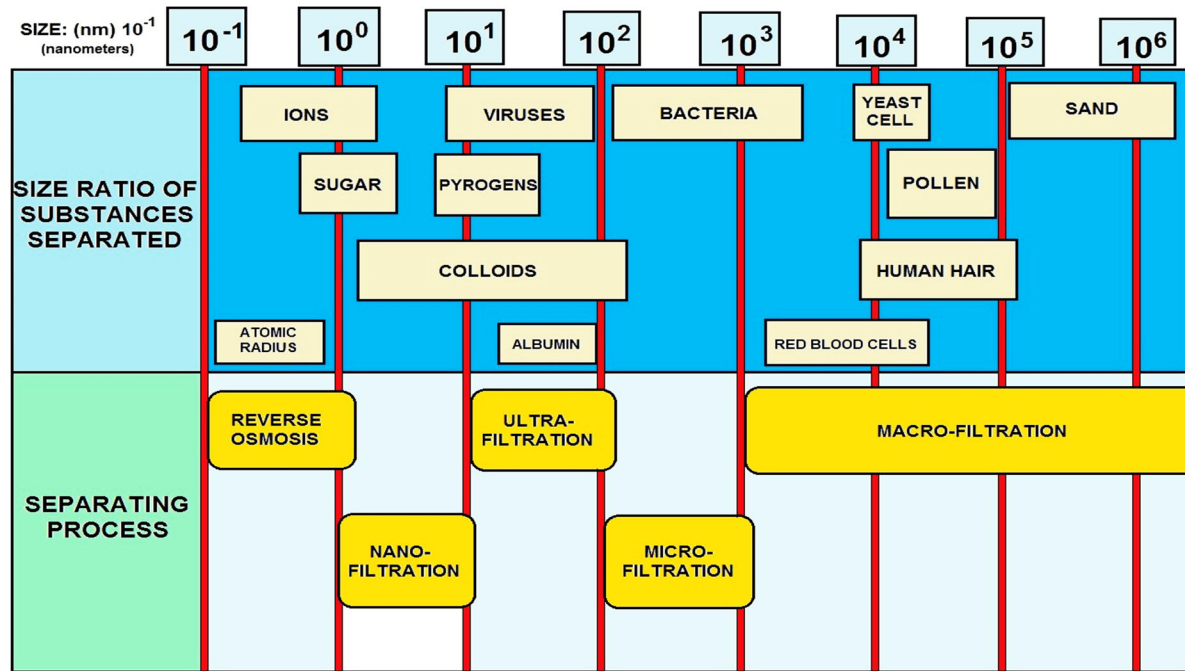 SIZE: (nm) 10⁻¹
(nanometers)
10⁻¹
10⁰
10¹
10²
10³
10⁴
10⁵
10⁶
SIZE RATIO OF
SUBSTANCES
SEPARATED
IONS
VIRUSES
BACTERIA
YEAST
CELL
SAND
SUGAR
PYROGENS
POLLEN
COLLOIDS
HUMAN HAIR
ATOMIC
RADIUS
ALBUMIN
RED BLOOD CELLS
SEPARATING
PROCESS
REVERSE
OSMOSIS
ULTRA-
FILTRATION
MACRO-FILTRATION
NANO-
FILTRATION
MICRO-
FILTRATION